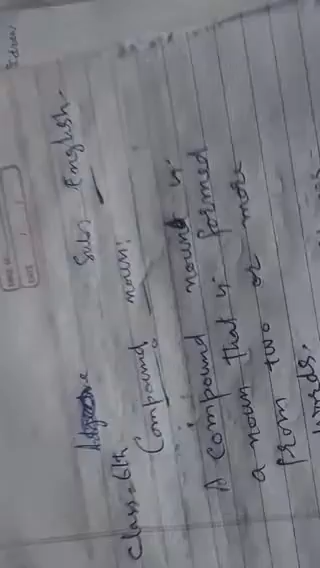 Sub: English.
Class = 6th
Compound noun:
A compound noun is
a noun that is formed
from two or more
words.